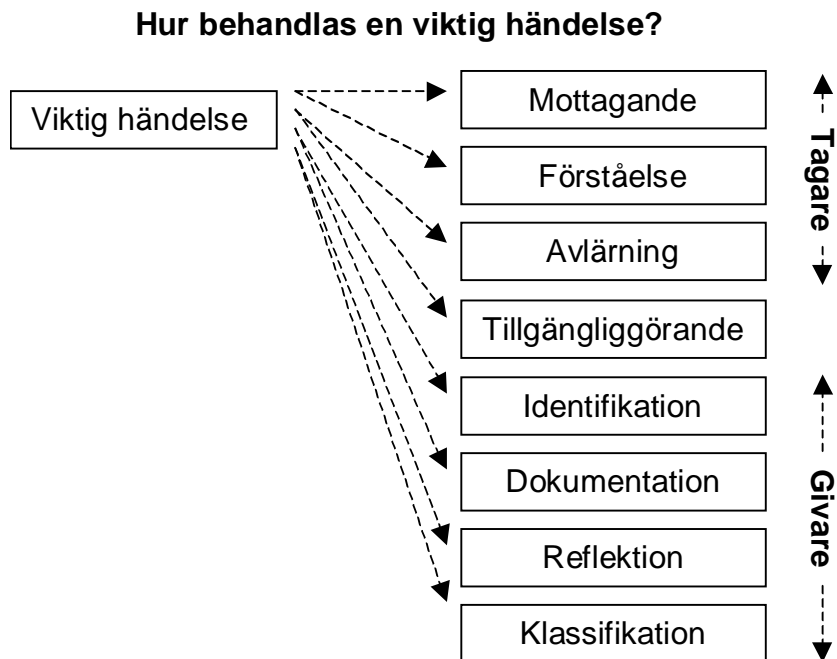 Hur behandlas en viktig händelse?
Viktig händelse
Mottagande
Förståelse
Avlärning
Tillgängliggörande
Identifikation
Dokumentation
Reflektion
Klassifikation
Tagare
Givare